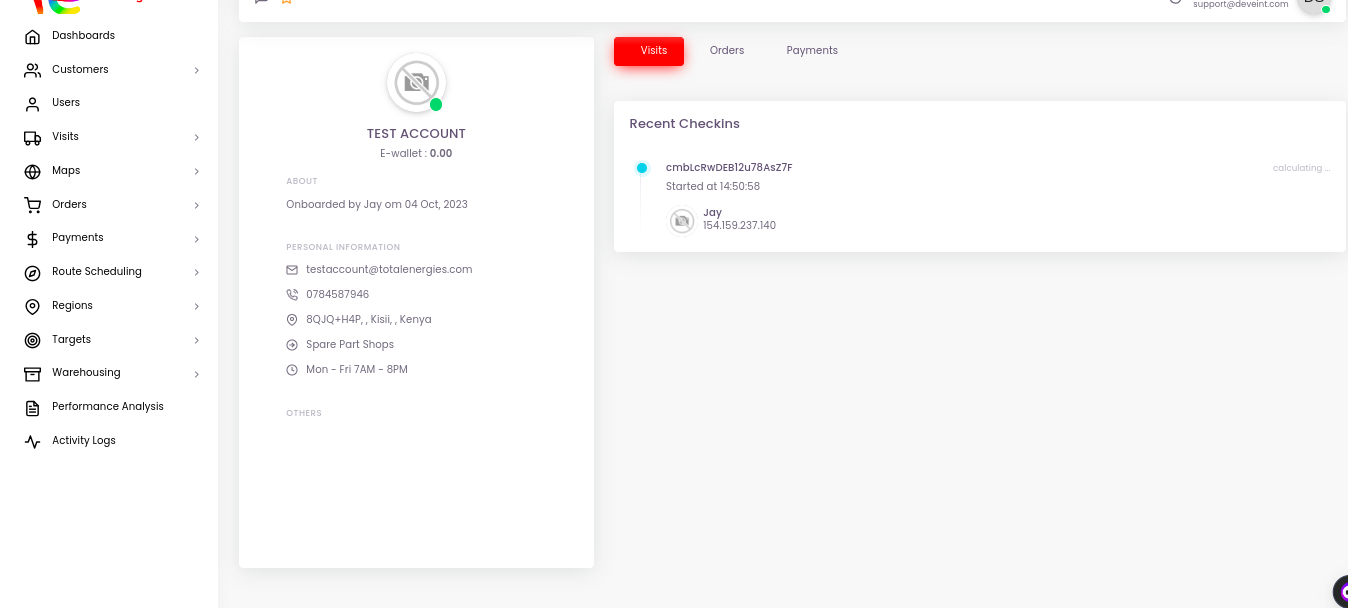 support@deveint.com
Dashboards
Customers
Users
Visits
Maps
Orders
Payments
Route Scheduling
Regions
Targets
Warehousing
Performance Analysis
Activity Logs
TEST ACCOUNT
E-wallet : 0.00
ABOUT
Onboarded by Jay om 04 Oct, 2023
PERSONAL INFORMATION
testaccount@totalenergies.com
0784587946
8QJQ+H4P, , Kisii, , Kenya
Spare Part Shops
Mon - Fri 7AM - 8PM
OTHERS
Visits Orders Payments
Recent Checkins
cmbLcRwDEB12u78AsZ7F calculating ...
Started at 14:50:58
Jay
154.159.237.140